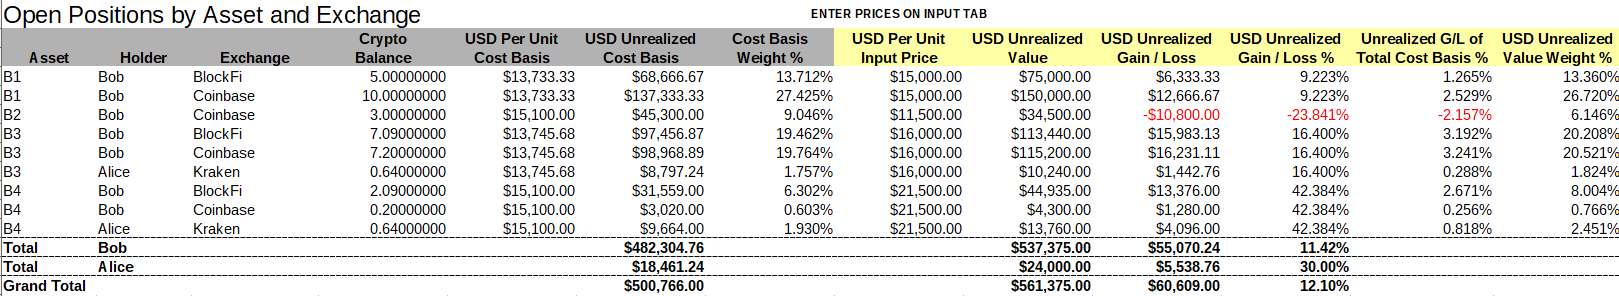 Open Positions by Asset and Exchange ENTER PRICES ON INPUT TAB
Crypto USD Per Unit USD Unrealized Cost Basis USD Per Unit USD Unrealized USD Unrealized USD Unrealized Unrealized G/L of USD Unrealized
Asset Holder Exchange Balance Cost Basis Cost Basis Weight % Input Price Value Gain / Loss Gain / Loss % Total Cost Basis % Value Weight %
B1 Bob BlockFi 5.00000000 $13,733.33 $68,666.67 13.712% $15,000.00 $75,000.00 $6,333.33 9.223% 1.265% 13.360%
B1 Bob Coinbase 10.00000000 $13,733.33 $137,333.33 27.425% $15,000.00 $150,000.00 $12,666.67 9.223% 2.529% 26.720%
B2 Bob Coinbase 3.00000000 $15,100.00 $45,300.00 9.046% $11,500.00 $34,500.00 -$10,800.00 -23.841% -2.157% 6.146%
B3 Bob BlockFi 7.09000000 $13,745.68 $97,456.87 19.462% $16,000.00 $113,440.00 $15,983.13 16.400% 3.192% 20.208%
B3 Bob Coinbase 7.20000000 $13,745.68 $98,968.89 19.764% $16,000.00 $115,200.00 $16,231.11 16.400% 3.241% 20.521%
B3 Alice Kraken 0.64000000 $13,745.68 $8,797.24 1.757% $16,000.00 $10,240.00 $1,442.76 16.400% 0.288% 1.824%
B4 Bob BlockFi 2.09000000 $15,100.00 $31,559.00 6.302% $21,500.00 $44,935.00 $13,376.00 42.384% 2.671% 8.004%
B4 Bob Coinbase 0.20000000 $15,100.00 $3,020.00 0.603% $21,500.00 $4,300.00 $1,280.00 42.384% 0.256% 0.766%
B4 Alice Kraken 0.64000000 $15,100.00 $9,664.00 1.930% $21,500.00 $13,760.00 $4,096.00 42.384% 0.818% 2.451%
Total Bob $482,304.76 $537,375.00 $55,070.24 11.42%
Total Alice $18,461.24 $24,000.00 $5,538.76 30.00%
Grand Total $500,766.00 $561,375.00 $60,609.00 12.10%